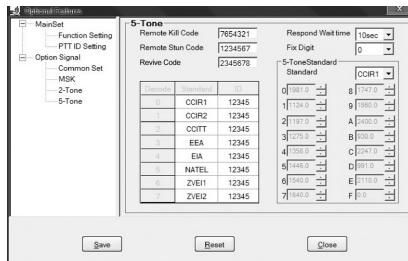 Optional Features
MainSet
Function Setting
PTT ID Setting
Option Signal
Common Set
MSK
2-Tone
5-Tone
5-Tone
Remote Kill Code 7654321
Remote Stun Code 1234567
Revive Code 2345678
Respond Wait time 10sec
Fix Digit 0
Decode Standard ID
0 CCIR1 12345
1 CCIR2 12345
2 CCITT 12345
3 EEA 12345
4 EIA 12345
5 NATEL 12345
6 ZVEI1 12345
7 ZVEI2 12345
5-ToneStandard
Standard CCIR1
0 1981.0 8 1747.0
1 1124.0 9 1860.0
2 1197.0 A 2400.0
3 1275.0 B 930.0
4 1358.0 C 2247.0
5 1446.0 D 991.0
6 1540.0 E 2110.0
7 1640.0 F 0.0
Save Reset Close